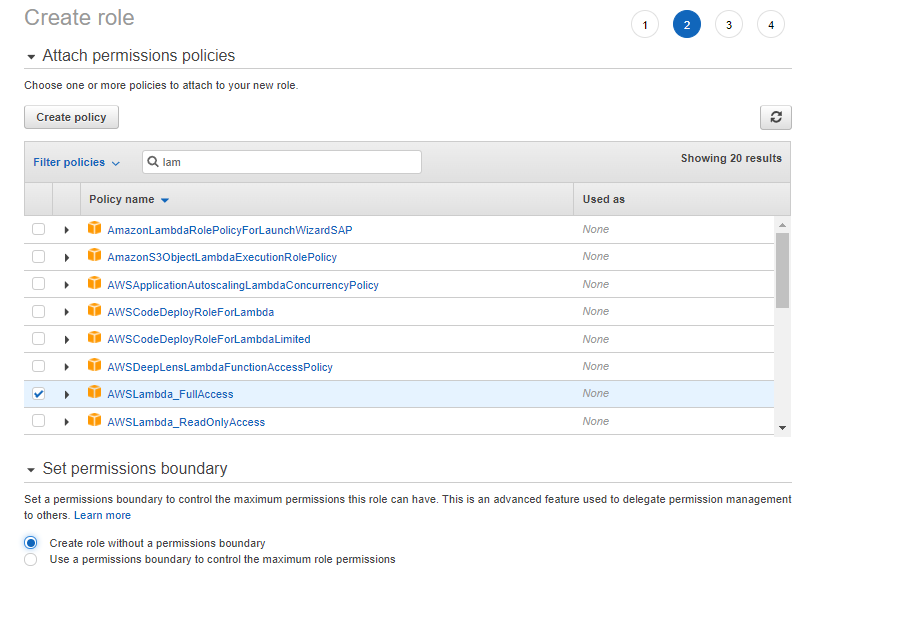 Create role
1 2 3 4
Attach permissions policies
Choose one or more policies to attach to your new role.
Create policy
Filter policies lam Showing 20 results
Policy name Used as
AmazonLambdaRolePolicyForLaunchWizardSAP None
AmazonS3ObjectLambdaExecutionRolePolicy None
AWSApplicationAutoscalingLambdaConcurrencyPolicy None
AWSCodeDeployRoleForLambda None
AWSCodeDeployRoleForLambdaLimited None
AWSDeepLensLambdaFunctionAccessPolicy None
AWSLambda_FullAccess None
AWSLambda_ReadOnlyAccess None
Set permissions boundary
Set a permissions boundary to control the maximum permissions this role can have. This is an advanced feature used to delegate permission management
to others. Learn more
Create role without a permissions boundary
Use a permissions boundary to control the maximum role permissions